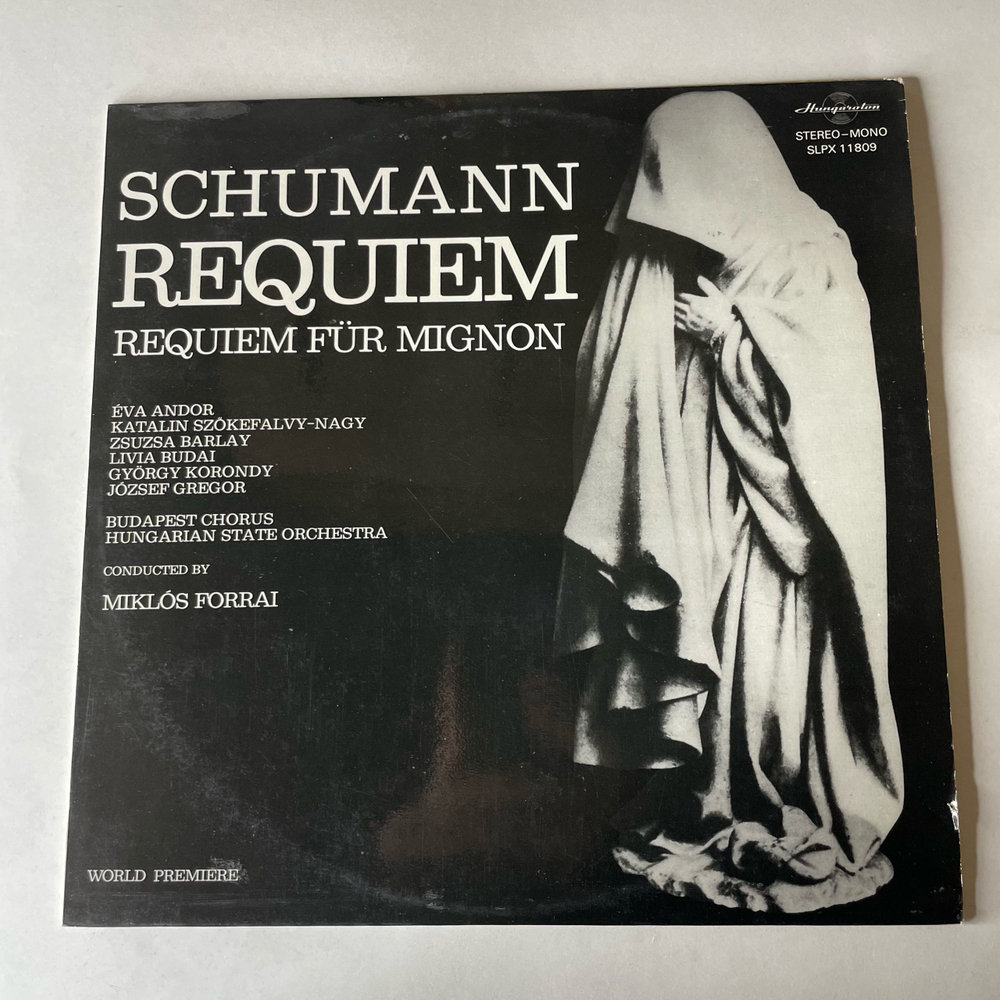 Hungaroton
STEREO–MONO
SLPX 11809
SCHUMANN
REQUIEM
REQUIEM FÜR MIGNON
ÉVA ANDOR
KATALIN SZŐKEFALVY-NAGY
ZSUZSA BARLAY
LIVIA BUDAI
GYÖRGY KORONDY
JÓZSEF GREGOR
BUDAPEST CHORUS
HUNGARIAN STATE ORCHESTRA
CONDUCTED BY
MIKLÓS FORRAI
WORLD PREMIERE